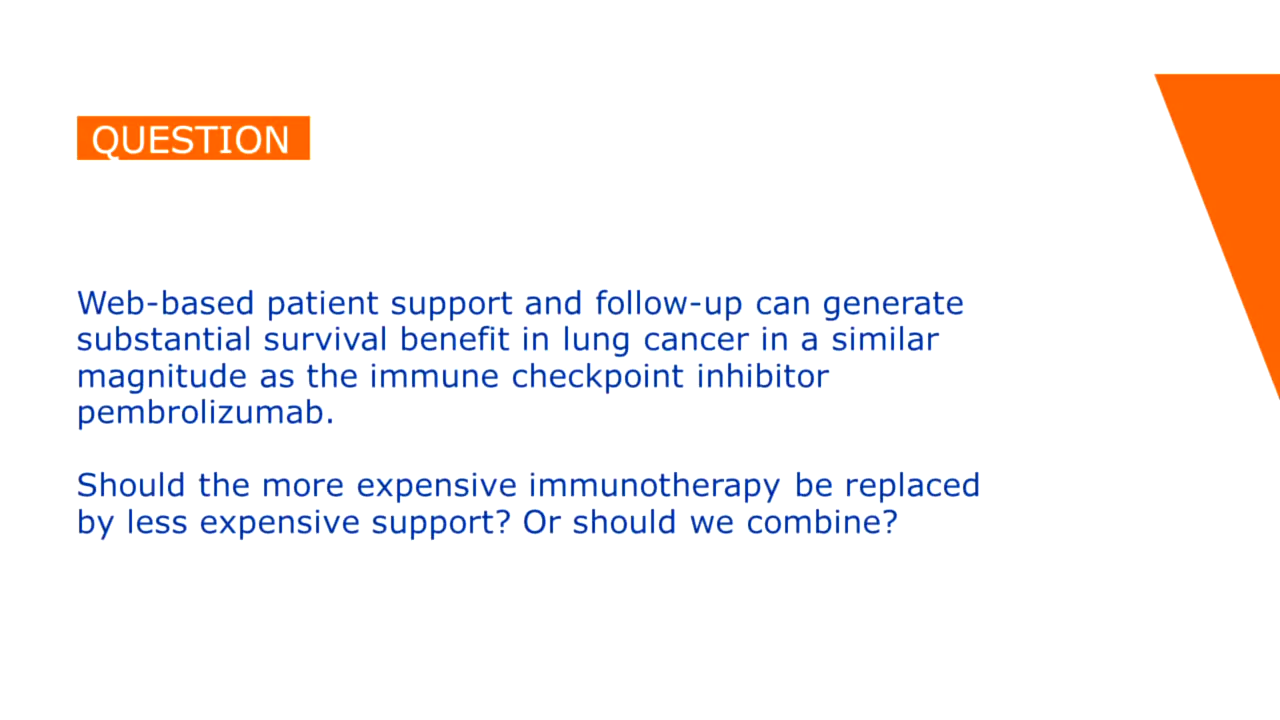 QUESTION
Web-based patient support and follow-up can generate
substantial survival benefit in lung cancer in a similar
magnitude as the immune checkpoint inhibitor
pembrolizumab.
Should the more expensive immunotherapy be replaced
by less expensive support? Or should we combine?